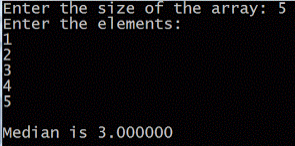 Enter the size of the array: 5
Enter the elements:
1
2
3
4
5
Median is 3.000000